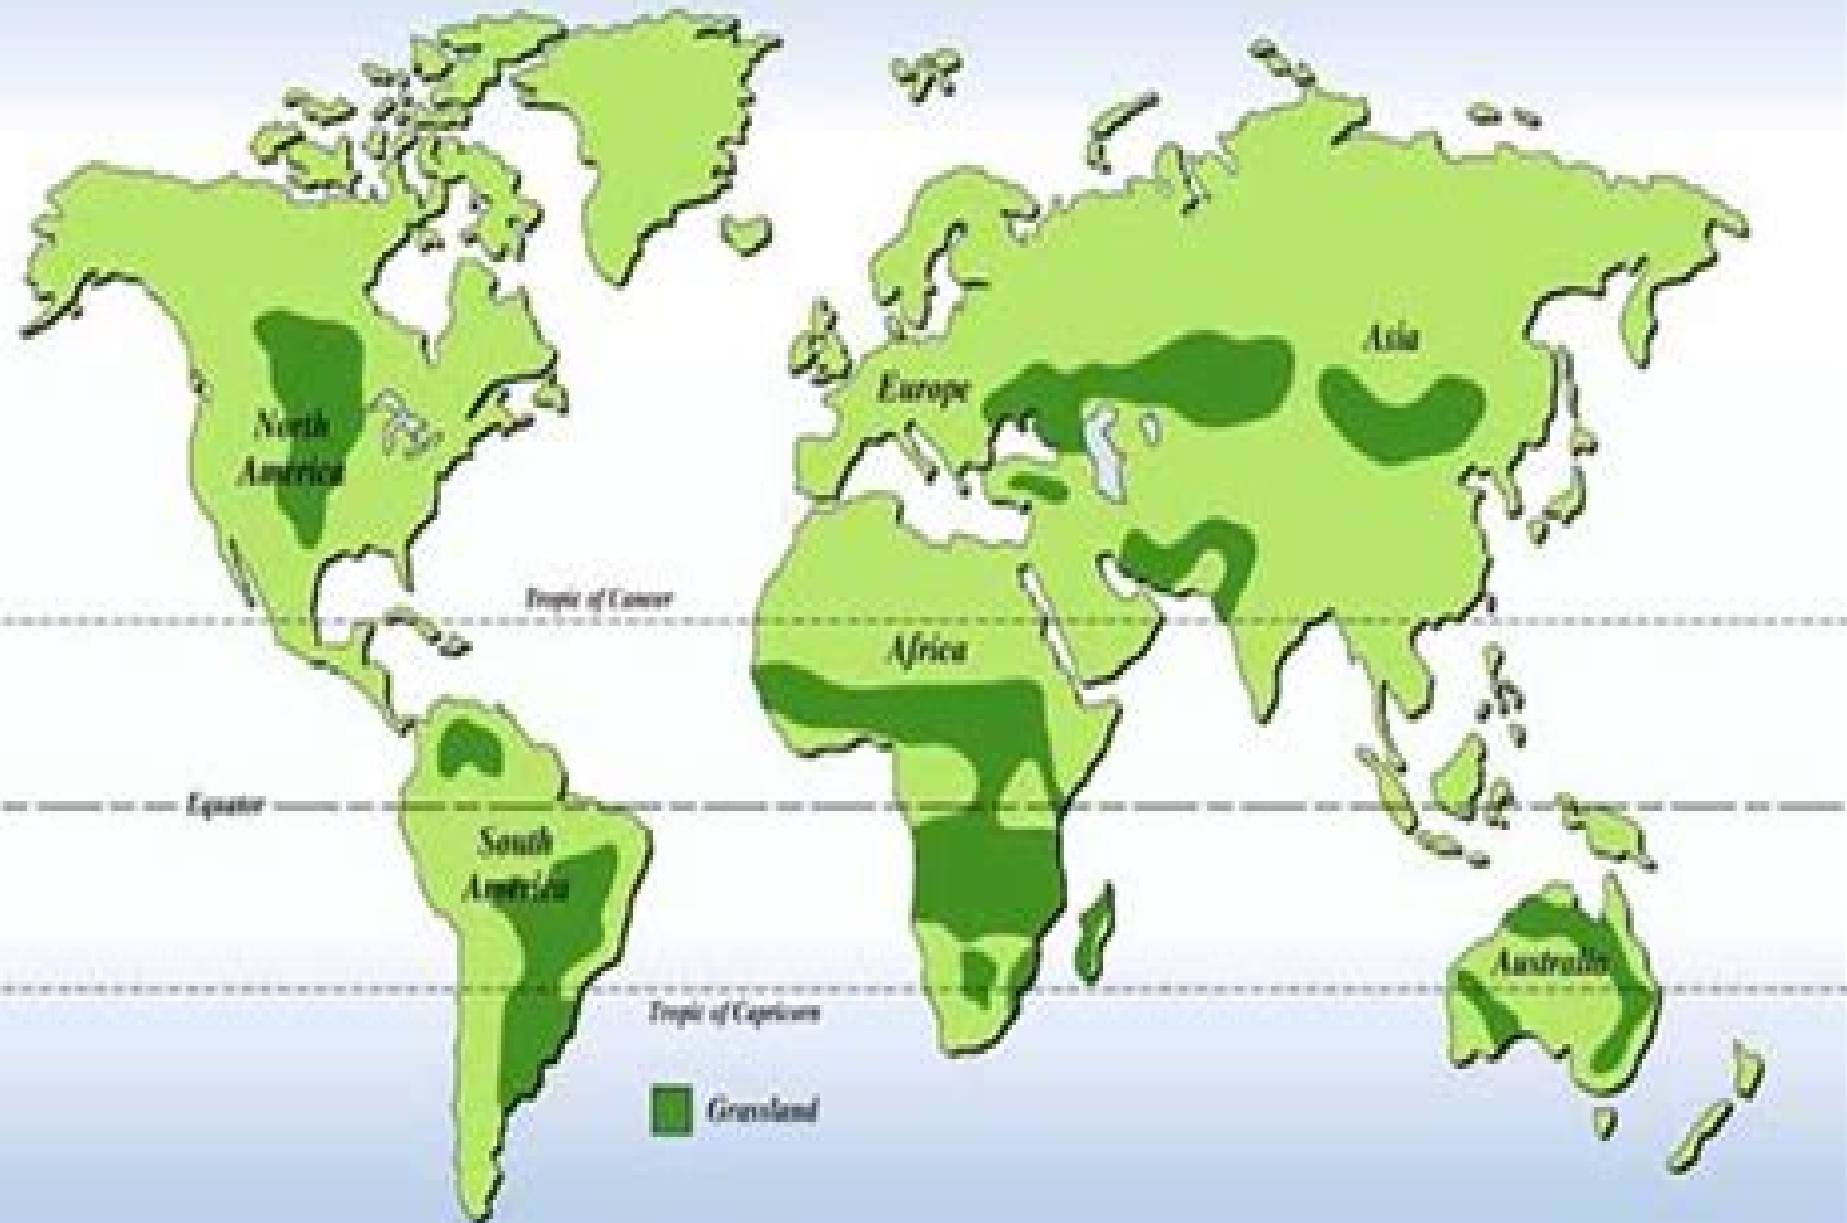 Asia
Europe
North
America
Tropic of Cancer
Africa
Equator
South
America
Australia
Tropic of Capricorn
Grassland